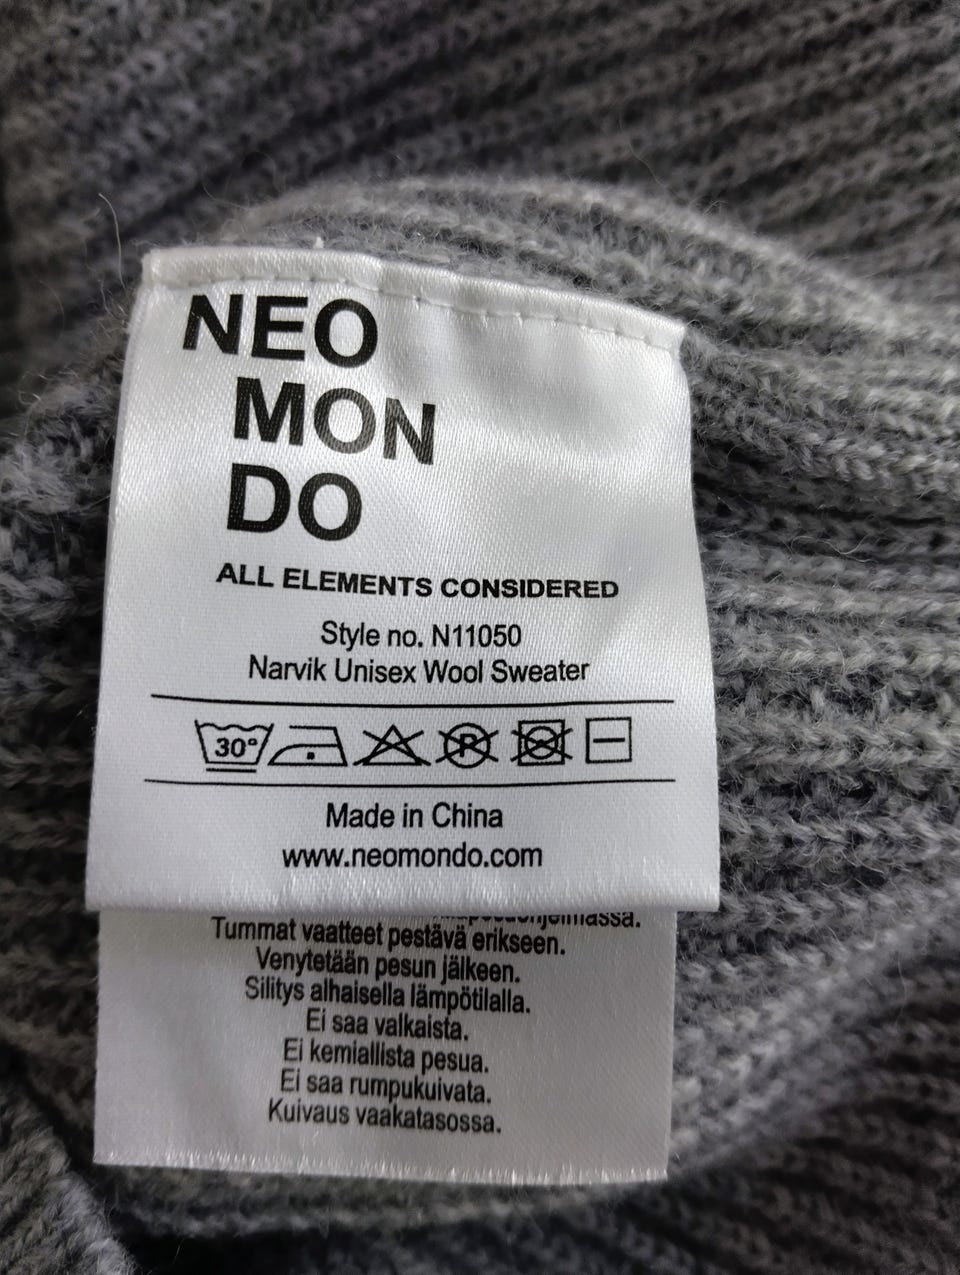 NEO
MON
DO
ALL ELEMENTS CONSIDERED
Style no. N11050
Narvik Unisex Wool Sweater
30°
P
Made in China
www.neomondo.com
Tummat vaatteet pestävä erikseen.
Venytetään pesun jälkeen.
Silitys alhaisella lämpötilalla.
Ei saa valkaista.
Ei kemiallista pesua.
Ei saa rumpukuivata.
Kuivaus vaakatasossa.